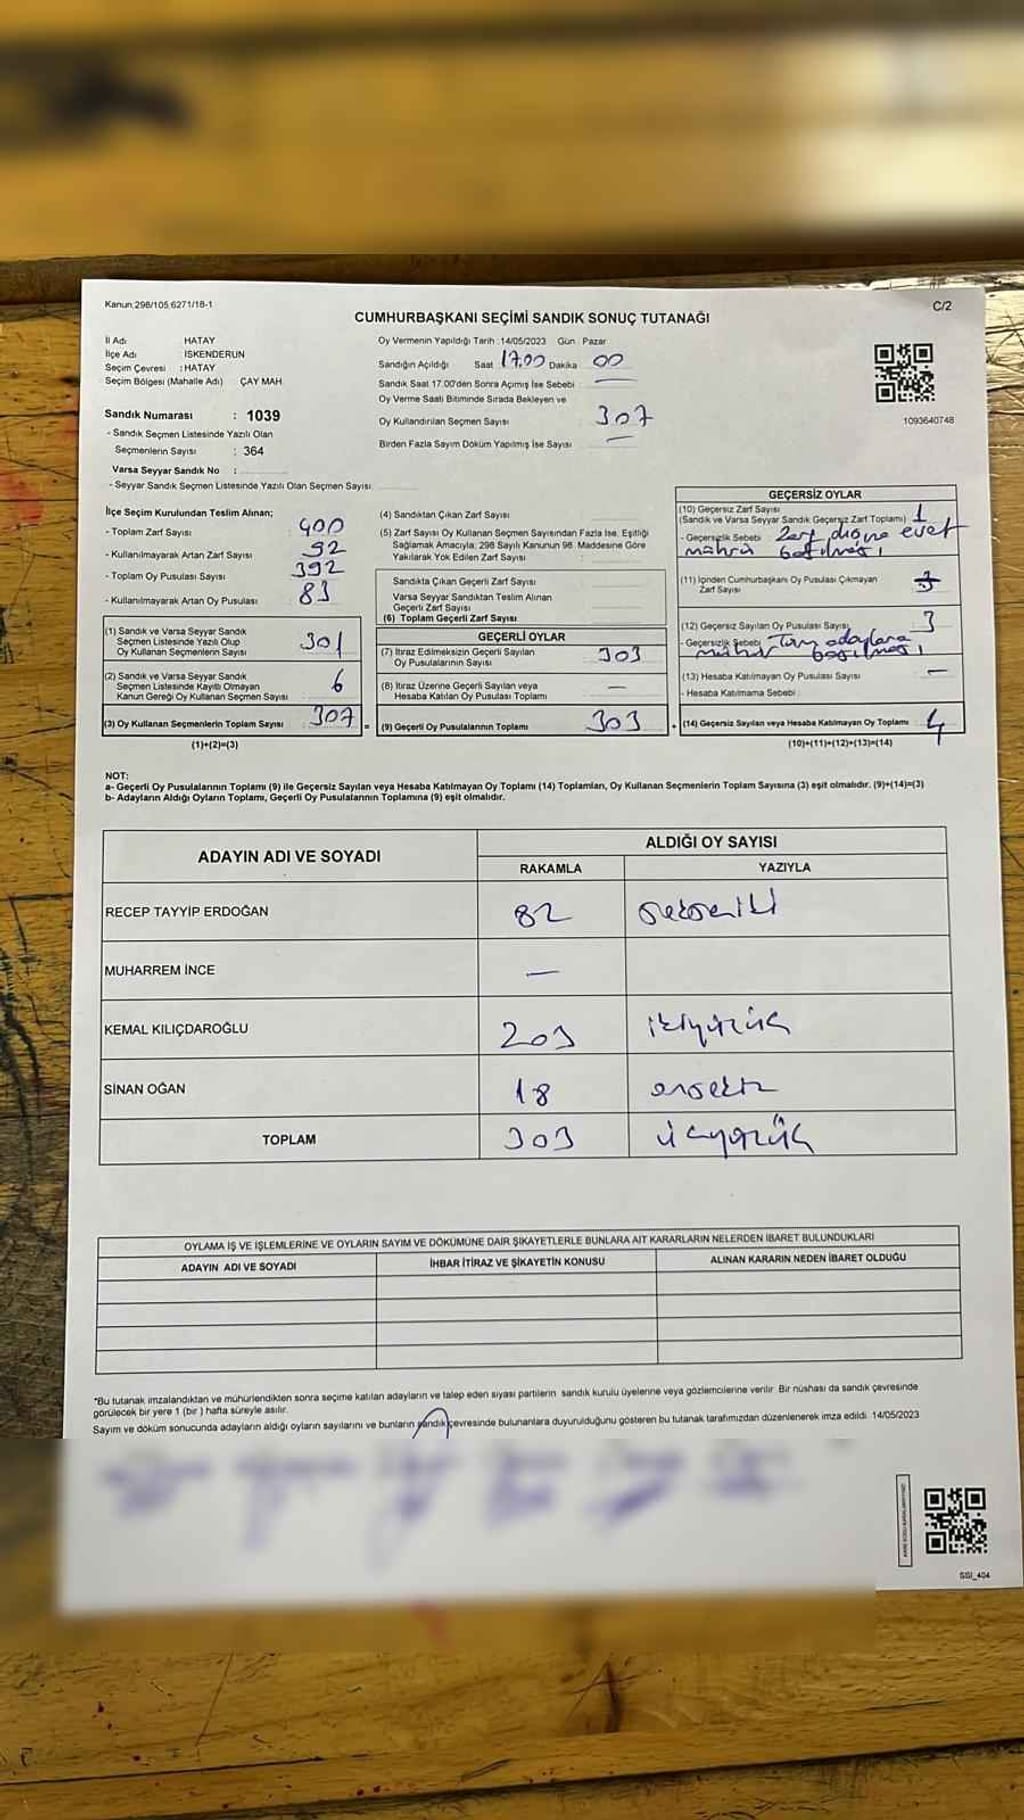 Kanun.298/105,6271/18-1
C/2
CUMHURBAŞKANI SEÇİMİ SANDIK SONUÇ TUTANAĞI
İl Adı HATAY
İlçe Adı İSKENDERUN
Seçim Çevresi : HATAY
Seçim Bölgesi (Mahalle Adı) ÇAY MAH.
Sandık Numarası : 1039
- Sandık Seçmen Listesinde Yazılı Olan
Seçmenlerin Sayısı : 364
Varsa Seyyar Sandık No :
- Seyyar Sandık Seçmen Listesinde Yazılı Olan Seçmen Sayısı:
Oy Vermenin Yapıldığı Tarih : 14/05/2023 Gün : Pazar
Sandığın Açıldığı Saat 17.00 Dakika 00
Sandık Saat 17.00'den Sonra Açılmış İse Sebebi :
Oy Verme Saati Bitiminde Sırada Bekleyen ve
Oy Kullandırılan Seçmen Sayısı 307
Birden Fazla Sayım Döküm Yapılmış İse Sayısı —
1093640748
İlçe Seçim Kurulundan Teslim Alınan;
- Toplam Zarf Sayısı 400
- Kullanılmayarak Artan Zarf Sayısı 92
- Toplam Oy Pusulası Sayısı 392
- Kullanılmayarak Artan Oy Pusulası 83
(1) Sandık ve Varsa Seyyar Sandık
Seçmen Listesinde Yazılı Olup
Oy Kullanan Seçmenlerin Sayısı 301
(2) Sandık ve Varsa Seyyar Sandık
Seçmen Listesinde Kayıtlı Olmayan
Kanun Gereği Oy Kullanan Seçmen Sayısı 6
(3) Oy Kullanan Seçmenlerin Toplam Sayısı 307
(1)+(2)=(3)
(4) Sandıktan Çıkan Zarf Sayısı
(5) Zarf Sayısı Oy Kullanan Seçmen Sayısından Fazla İse, Eşitliği
Sağlamak Amacıyla; 298 Sayılı Kanunun 98. Maddesine Göre
Yakılarak Yok Edilen Zarf Sayısı :
Sandıkta Çıkan Geçerli Zarf Sayısı
Varsa Seyyar Sandıktan Teslim Alınan
Geçerli Zarf Sayısı
(6) Toplam Geçerli Zarf Sayısı
GEÇERLİ OYLAR
(7) İtiraz Edilmeksizin Geçerli Sayılan
Oy Pusulalarının Sayısı 303
(8) İtiraz Üzerine Geçerli Sayılan veya
Hesaba Katılan Oy Pusulası Toplamı —
= (9) Geçerli Oy Pusulalarının Toplamı 303
GEÇERSİZ OYLAR
(10) Geçersiz Zarf Sayısı
(Sandık ve Varsa Seyyar Sandık Geçersiz Zarf Toplamı) 1
- Geçersizlik Sebebi Zarf dışına evet
mührü basılmış
(11) İçinden Cumhurbaşkanı Oy Pusulası Çıkmayan
Zarf Sayısı
(12) Geçersiz Sayılan Oy Pusulası Sayısı 3
- Geçersizlik Sebebi Tüm adaylara
mühür basılmış
(13) Hesaba Katılmayan Oy Pusulası Sayısı —
- Hesaba Katılmama Sebebi :
+ (14) Geçersiz Sayılan veya Hesaba Katılmayan Oy Toplamı 4
(10)+(11)+(12)+(13)=(14)
NOT:
a- Geçerli Oy Pusulalarının Toplamı (9) ile Geçersiz Sayılan veya Hesaba Katılmayan Oy Toplamı (14) Toplamları, Oy Kullanan Seçmenlerin Toplam Sayısına (3) eşit olmalıdır. (9)+(14)=(3)
b- Adayların Aldığı Oyların Toplamı, Geçerli Oy Pusulalarının Toplamına (9) eşit olmalıdır.
ADAYIN ADI VE SOYADI
ALDIĞI OY SAYISI
RAKAMLA YAZIYLA
RECEP TAYYİP ERDOĞAN 82 sekseniki
MUHARREM İNCE —
KEMAL KILIÇDAROĞLU 203 ikiyüzüç
SİNAN OĞAN 18 onsekiz
TOPLAM 303 üçyüzüç
OYLAMA İŞ VE İŞLEMLERİNE VE OYLARIN SAYIM VE DÖKÜMÜNE DAİR ŞİKAYETLERLE BUNLARA AİT KARARLARIN NELERDEN İBARET BULUNDUKLARI
ADAYIN ADI VE SOYADI İHBAR İTİRAZ VE ŞİKAYETİN KONUSU ALINAN KARARIN NEDEN İBARET OLDUĞU
*Bu tutanak imzalandıktan ve mühürlendikten sonra seçime katılan adayların ve talep eden siyasi partilerin sandık kurulu üyelerine veya gözlemcilerine verilir. Bir nüshası da sandık çevresinde
görülecek bir yere 1 (bir ) hafta süreyle asılır.
Sayım ve döküm sonucunda adayların aldığı oyların sayılarını ve bunların sandık çevresinde bulunanlara duyurulduğunu gösteren bu tutanak tarafımızdan düzenlenerek imza edildi. 14/05/2023
SSI_404